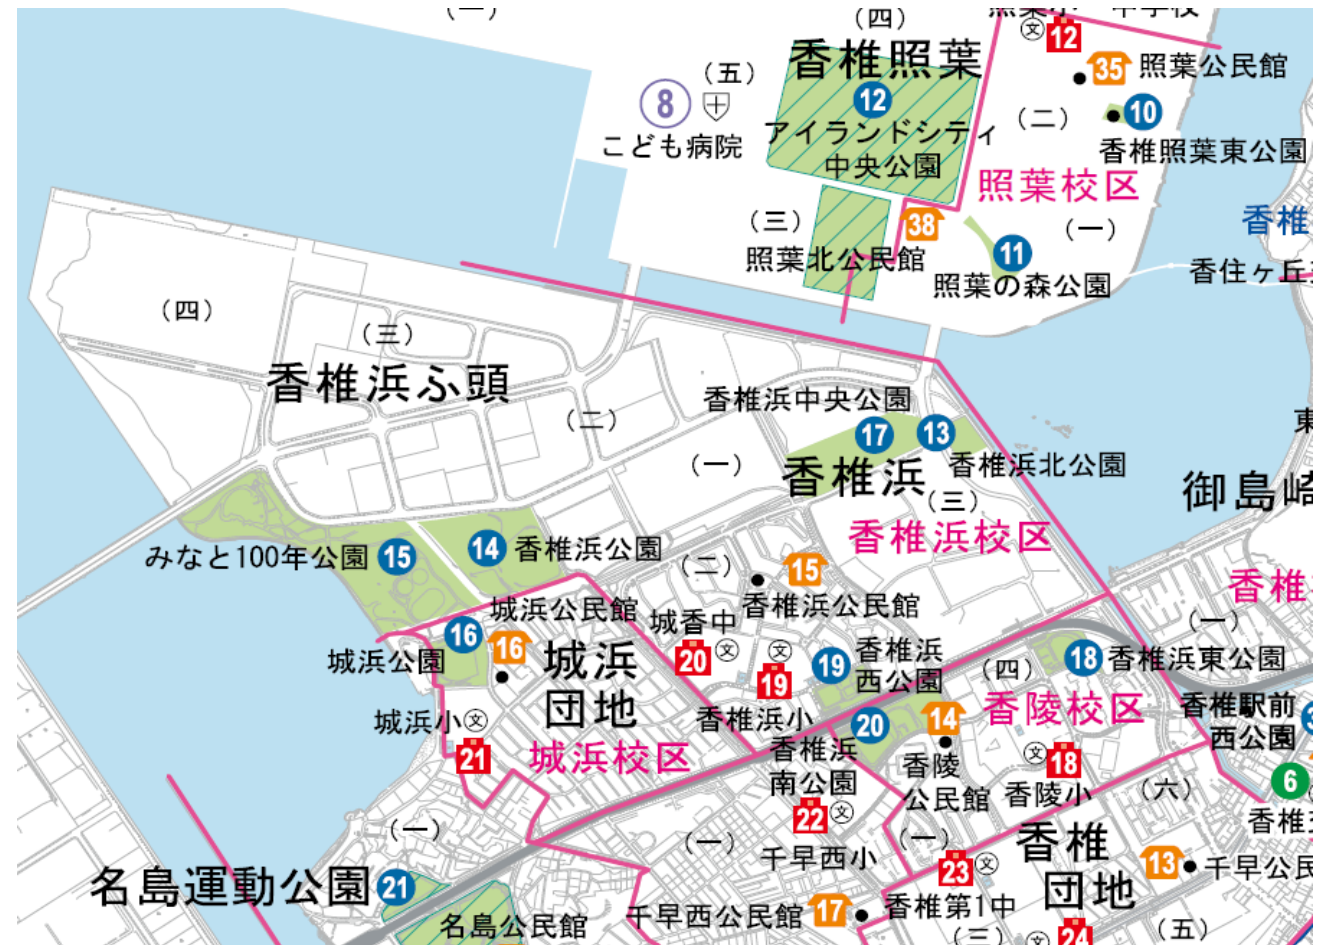 (四)
香椎照葉
(五)
8
こども病院
12
アイランドシティ
中央公園
12
35
照葉公民館
(二)
10
香椎照葉東公園
照葉校区
(三)
38
照葉北公民館
(一)
11
照葉の森公園
香椎
香住ヶ丘
(四)
(三)
香椎浜ふ頭
(二)
香椎浜中央公園
17
13
(一)
香椎浜
香椎浜北公園
(三)
香椎浜校区
東
御島崎
みなと100年公園
15
14
香椎浜公園
(二)
15
香椎浜公民館
香椎
(一)
城浜公民館
16
16
城浜公園
城浜
団地
城香中
20
文
文
19
香椎浜小
19
香椎浜
西公園
(四)
18
香椎浜東公園
香陵校区
香椎駅前
西公園
城浜小
文
21
城浜校区
20
香椎浜
南公園
14
香陵
公民館
文
18
香陵小
(六)
6
22
文
千早西小
(一)
(一)
(一)
香椎
団地
23
文
香椎第1中
13
千早公民
名島運動公園
21
名島公民館
千早西公民館
17
(三)
文
24
(五)